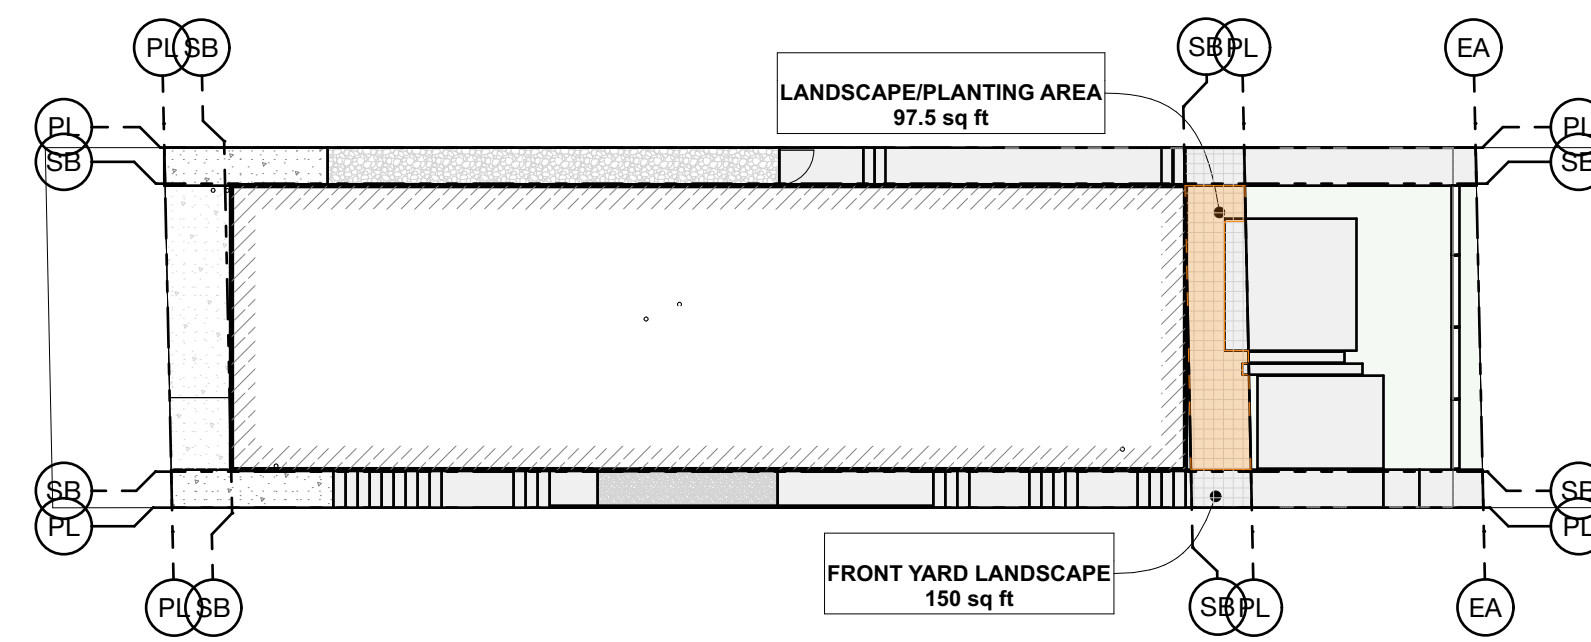 PL SB
SB PL
EA
PL
SB
LANDSCAPE/PLANTING AREA
97.5 sq ft
PL
SB
SB
PL
SB
PL
FRONT YARD LANDSCAPE
150 sq ft
PL SB
SB PL
EA